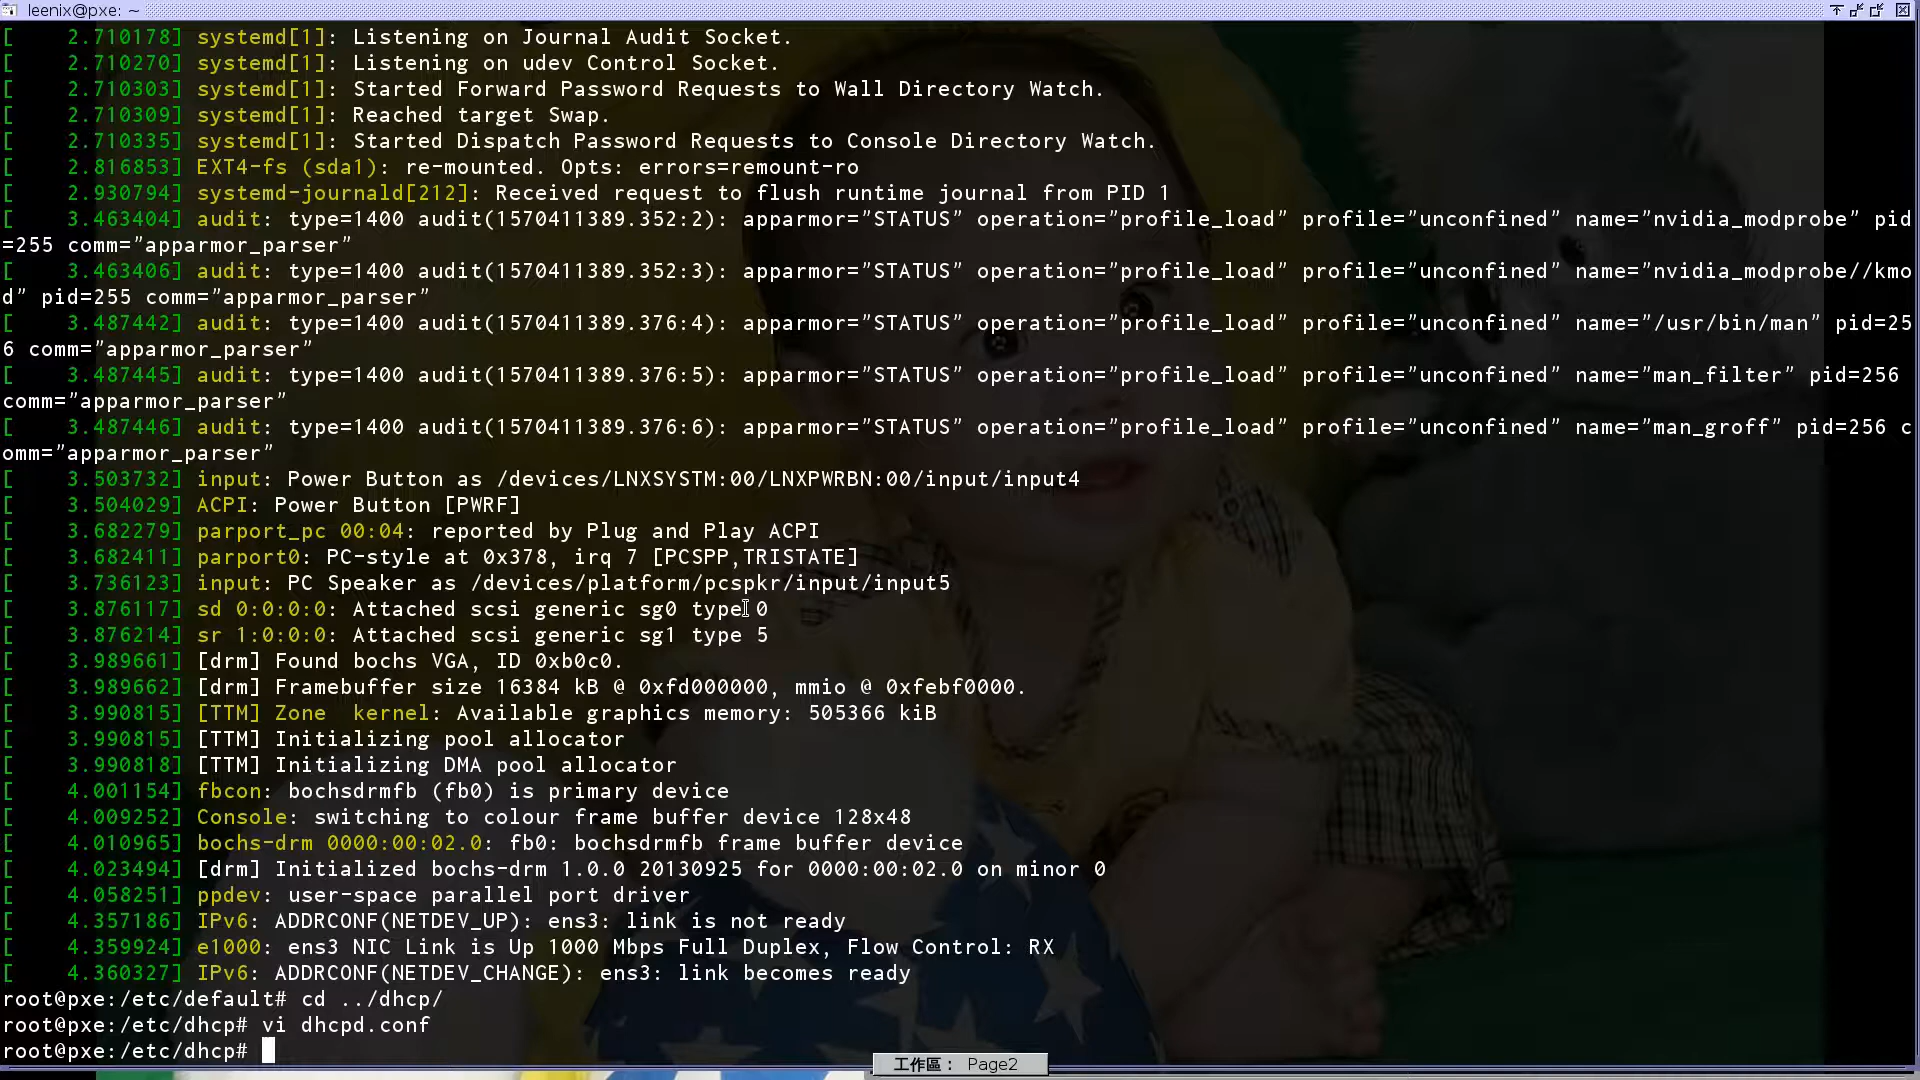 leenix@pxe: ~
[    2.710178] systemd[1]: Listening on Journal Audit Socket.
[    2.710270] systemd[1]: Listening on udev Control Socket.
[    2.710303] systemd[1]: Started Forward Password Requests to Wall Directory Watch.
[    2.710309] systemd[1]: Reached target Swap.
[    2.710335] systemd[1]: Started Dispatch Password Requests to Console Directory Watch.
[    2.816853] EXT4-fs (sda1): re-mounted. Opts: errors=remount-ro
[    2.930794] systemd-journald[212]: Received request to flush runtime journal from PID 1
[    3.463404] audit: type=1400 audit(1570411389.352:2): apparmor="STATUS" operation="profile_load" profile="unconfined" name="nvidia_modprobe" pid
=255 comm="apparmor_parser"
[    3.463406] audit: type=1400 audit(1570411389.352:3): apparmor="STATUS" operation="profile_load" profile="unconfined" name="nvidia_modprobe//kmo
d" pid=255 comm="apparmor_parser"
[    3.487442] audit: type=1400 audit(1570411389.376:4): apparmor="STATUS" operation="profile_load" profile="unconfined" name="/usr/bin/man" pid=25
6 comm="apparmor_parser"
[    3.487445] audit: type=1400 audit(1570411389.376:5): apparmor="STATUS" operation="profile_load" profile="unconfined" name="man_filter" pid=256
comm="apparmor_parser"
[    3.487446] audit: type=1400 audit(1570411389.376:6): apparmor="STATUS" operation="profile_load" profile="unconfined" name="man_groff" pid=256 c
omm="apparmor_parser"
[    3.503732] input: Power Button as /devices/LNXSYSTM:00/LNXPWRBN:00/input/input4
[    3.504029] ACPI: Power Button [PWRF]
[    3.682279] parport_pc 00:04: reported by Plug and Play ACPI
[    3.682411] parport0: PC-style at 0x378, irq 7 [PCSPP,TRISTATE]
[    3.736123] input: PC Speaker as /devices/platform/pcspkr/input/input5
[    3.876117] sd 0:0:0:0: Attached scsi generic sg0 type 0
[    3.876214] sr 1:0:0:0: Attached scsi generic sg1 type 5
[    3.989661] [drm] Found bochs VGA, ID 0xb0c0.
[    3.989662] [drm] Framebuffer size 16384 kB @ 0xfd000000, mmio @ 0xfebf0000.
[    3.990815] [TTM] Zone  kernel: Available graphics memory: 505366 kiB
[    3.990815] [TTM] Initializing pool allocator
[    3.990818] [TTM] Initializing DMA pool allocator
[    4.001154] fbcon: bochsdrmfb (fb0) is primary device
[    4.009252] Console: switching to colour frame buffer device 128x48
[    4.010965] bochs-drm 0000:00:02.0: fb0: bochsdrmfb frame buffer device
[    4.023494] [drm] Initialized bochs-drm 1.0.0 20130925 for 0000:00:02.0 on minor 0
[    4.058251] ppdev: user-space parallel port driver
[    4.357186] IPv6: ADDRCONF(NETDEV_UP): ens3: link is not ready
[    4.359924] e1000: ens3 NIC Link is Up 1000 Mbps Full Duplex, Flow Control: RX
[    4.360327] IPv6: ADDRCONF(NETDEV_CHANGE): ens3: link becomes ready
root@pxe:/etc/default# cd ../dhcp/
root@pxe:/etc/dhcp# vi dhcpd.conf
root@pxe:/etc/dhcp#
工作區： Page2